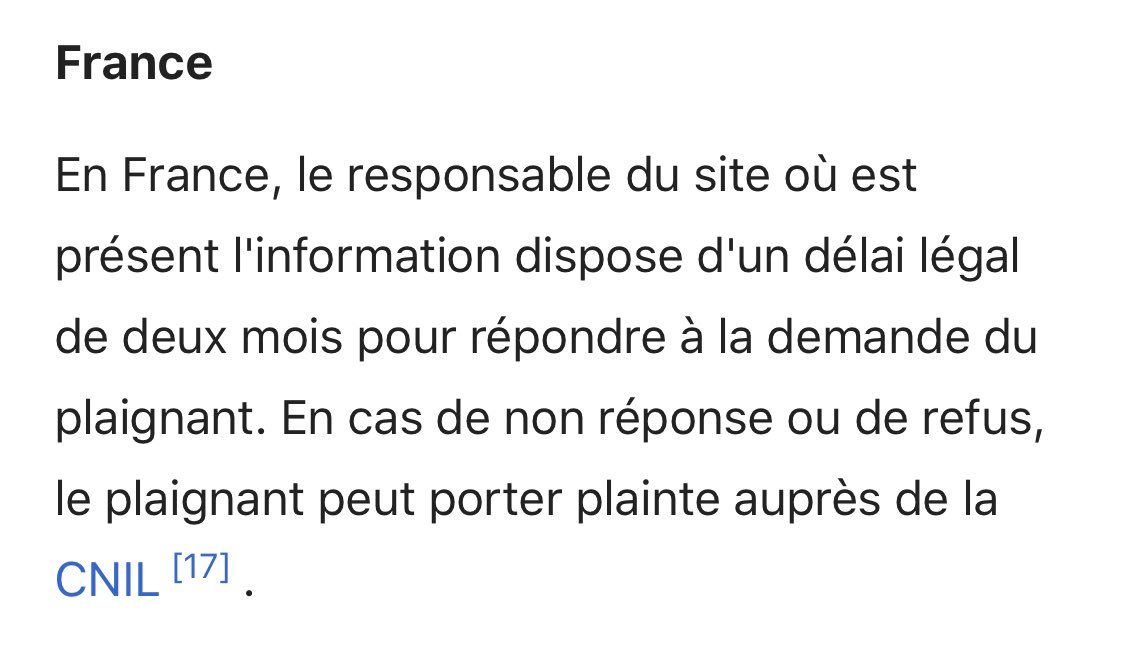 France
En France, le responsable du site où est
présent l'information dispose d'un délai légal
de deux mois pour répondre à la demande du
plaignant. En cas de non réponse ou de refus,
le plaignant peut porter plainte auprès de la
CNIL [17] .